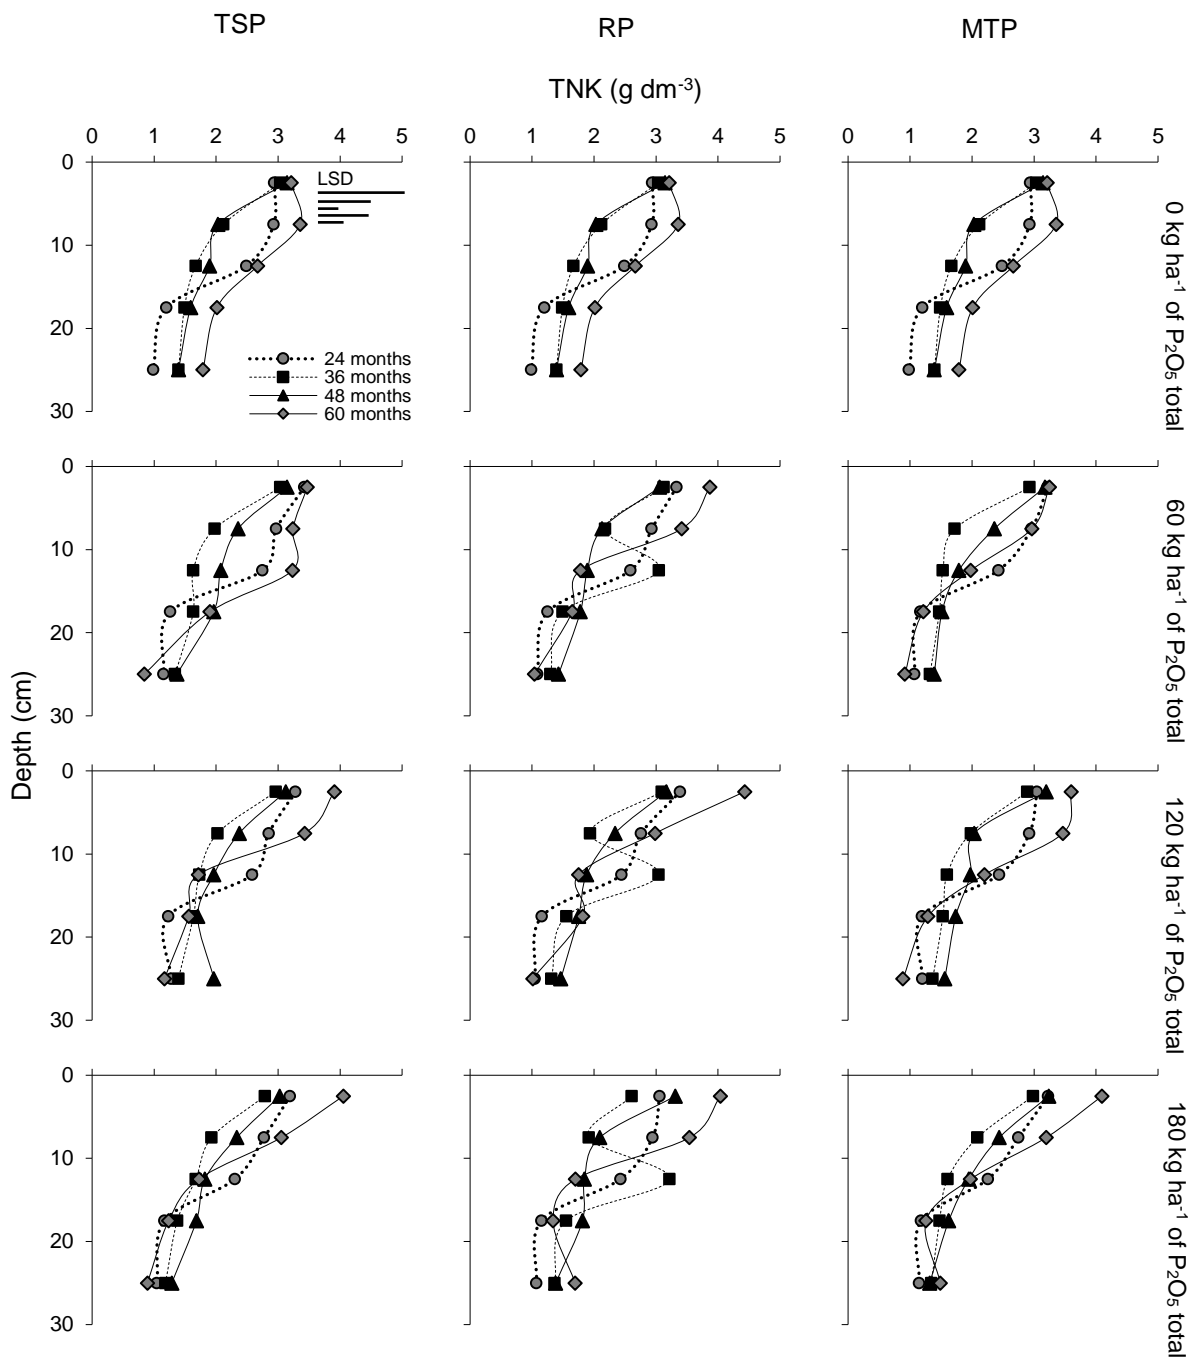 TSP RP MTP
TNK (g dm-3)
0 1 2 3 4 5 0 1 2 3 4 5 0 1 2 3 4 5
0
10
20
30
LSD
24 months
36 months
48 months
60 months
0 kg ha-1 of P2O5 total
0
10
20
30
60 kg ha-1 of P2O5 total
Depth (cm)
0
10
20
30
120 kg ha-1 of P2O5 total
0
10
20
30
180 kg ha-1 of P2O5 total